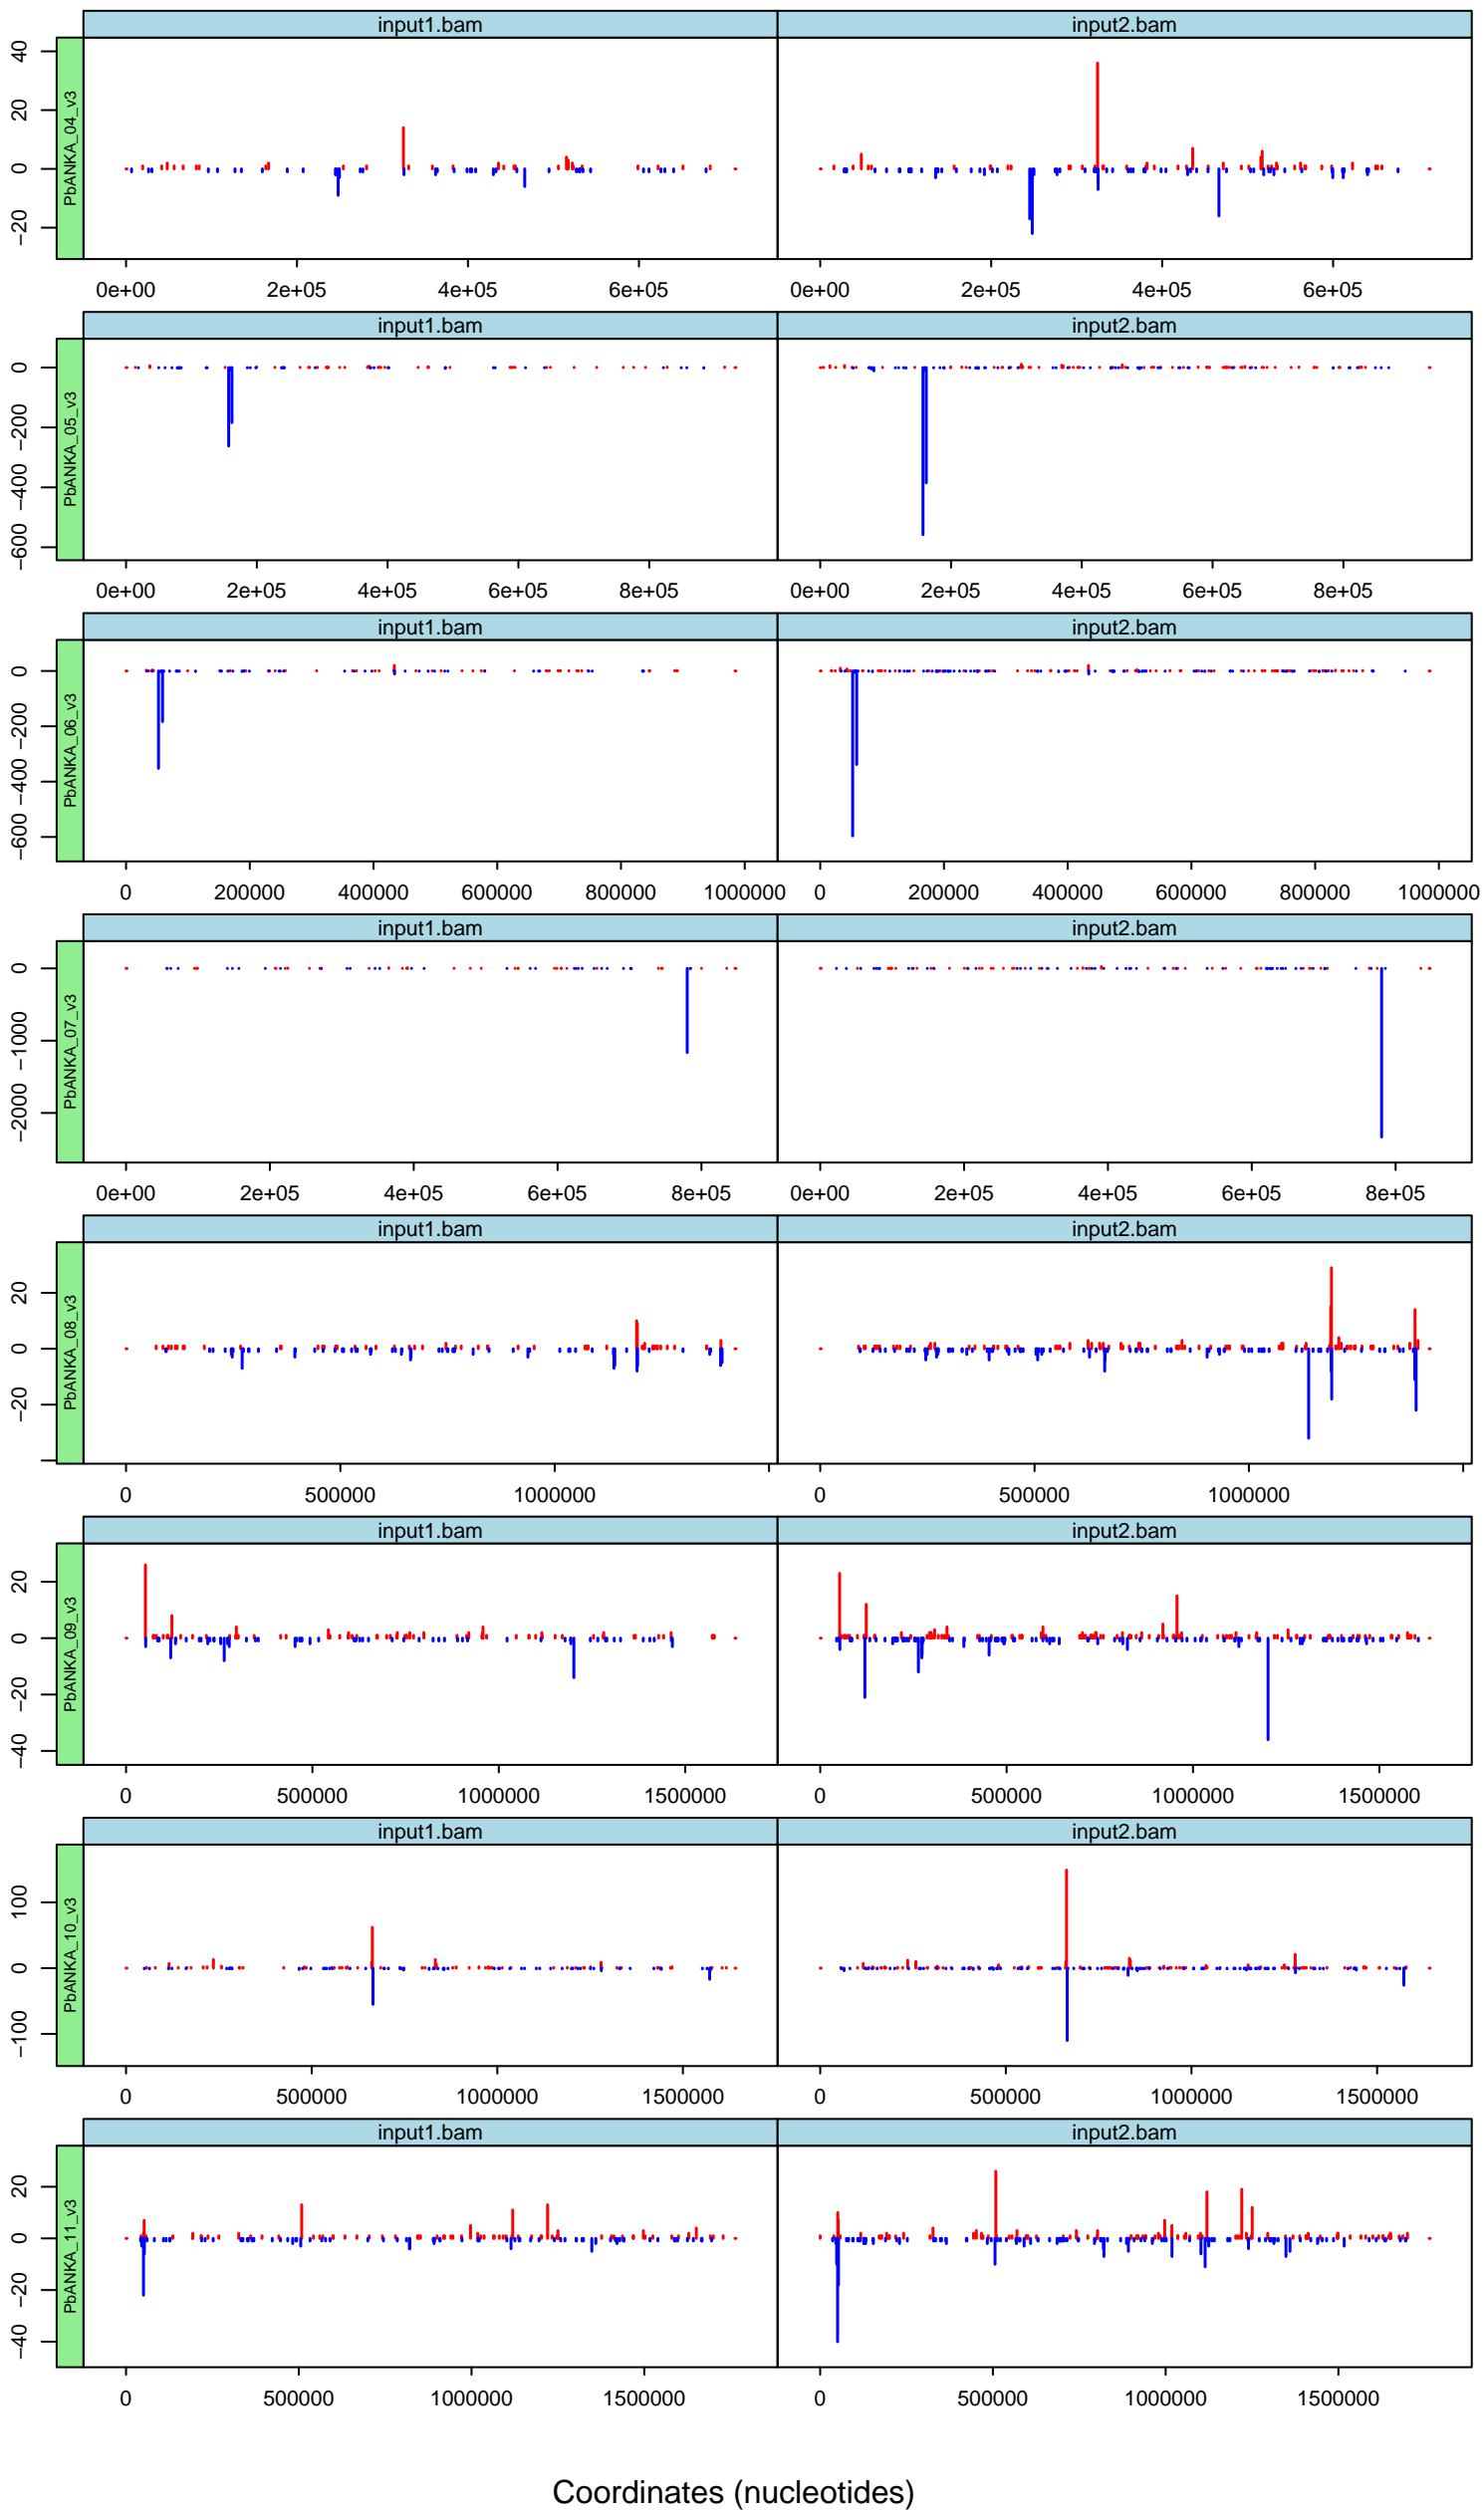 input1.bam input2.bam
PbANKA_04_v3
40
20
0
−20
0e+00 2e+05 4e+05 6e+05 0e+00 2e+05 4e+05 6e+05
input1.bam input2.bam
PbANKA_05_v3
0
−200
−400
−600
0e+00 2e+05 4e+05 6e+05 8e+05 0e+00 2e+05 4e+05 6e+05 8e+05
input1.bam input2.bam
PbANKA_06_v3
0
−200
−400
−600
0 200000 400000 600000 800000 1000000 0 200000 400000 600000 800000 1000000
input1.bam input2.bam
PbANKA_07_v3
0
−1000
−2000
0e+00 2e+05 4e+05 6e+05 8e+05 0e+00 2e+05 4e+05 6e+05 8e+05
input1.bam input2.bam
PbANKA_08_v3
20
0
−20
0 500000 1000000 0 500000 1000000
input1.bam input2.bam
PbANKA_09_v3
20
0
−20
−40
0 500000 1000000 1500000 0 500000 1000000 1500000
input1.bam input2.bam
PbANKA_10_v3
100
0
−100
0 500000 1000000 1500000 0 500000 1000000 1500000
input1.bam input2.bam
PbANKA_11_v3
20
0
−20
−40
0 500000 1000000 1500000 0 500000 1000000 1500000
Coordinates (nucleotides)